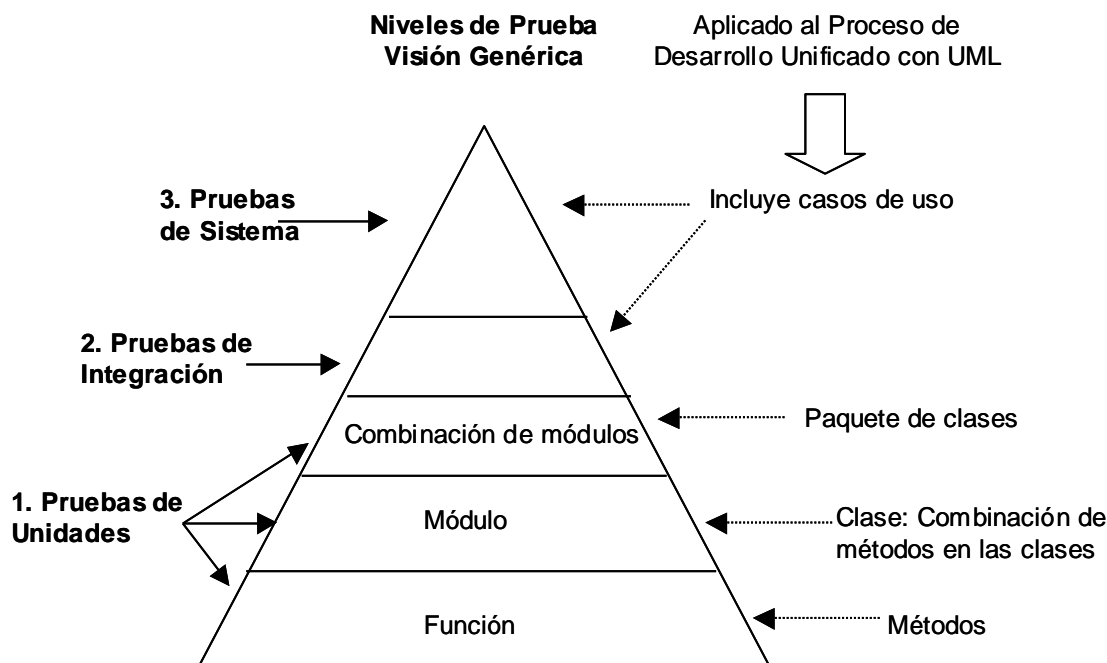 Niveles de Prueba
Visión Genérica
Aplicado al Proceso de
Desarrollo Unificado con UML
3. Pruebas
de Sistema
Incluye casos de uso
2. Pruebas de
Integración
Combinación de módulos
Paquete de clases
1. Pruebas de
Unidades
Módulo
Clase: Combinación de
métodos en las clases
Función
Métodos